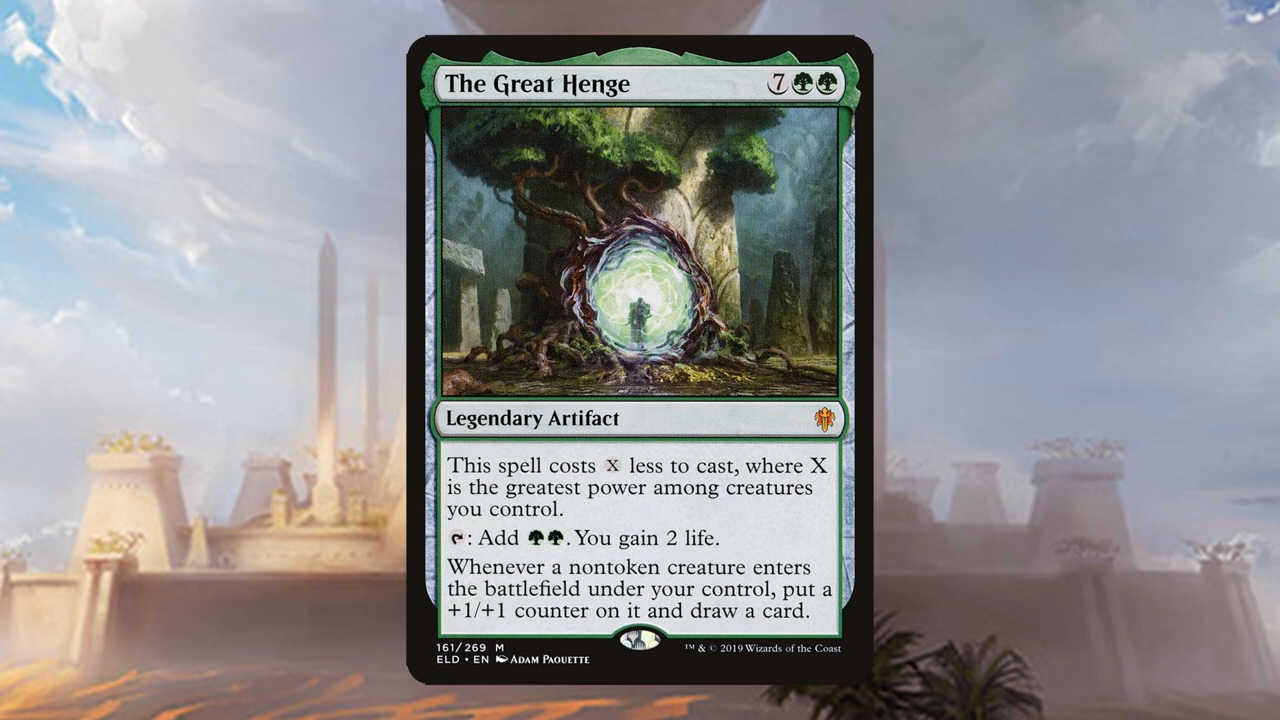 The Great Henge 7
Legendary Artifact
This spell costs X less to cast, where X
is the greatest power among creatures
you control.
: Add . You gain 2 life.
Whenever a nontoken creature enters
the battlefield under your control, put a
+1/+1 counter on it and draw a card.
161/269 M
ELD • EN Adam Paquette
™ & © 2019 Wizards of the Coast